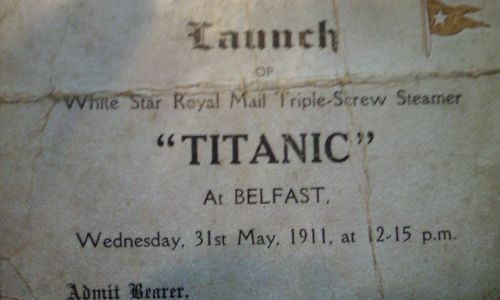 Launch
OF
White Star Royal Mail Triple-Screw Steamer
“TITANIC”
At BELFAST,
Wednesday, 31st May, 1911, at 12-15 p.m.
Admit Bearer.